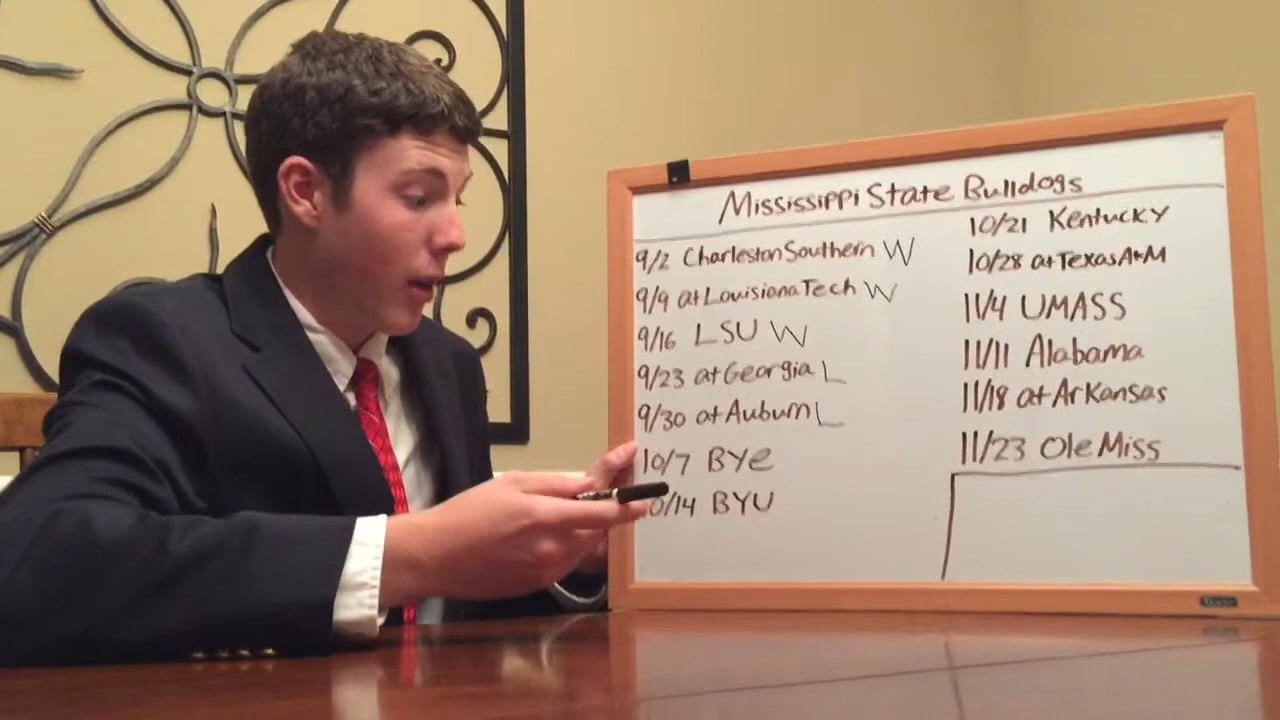 Mississippi State Bulldogs
9/2 Charleston Southern W
9/9 at Louisiana Tech W
9/16 LSU W
9/23 at Georgia L
9/30 at Auburn L
10/7 BYe
10/14 BYU
10/21 Kentucky
10/28 at Texas A+M
11/4 UMASS
11/11 Alabama
11/18 at Arkansas
11/23 Ole Miss